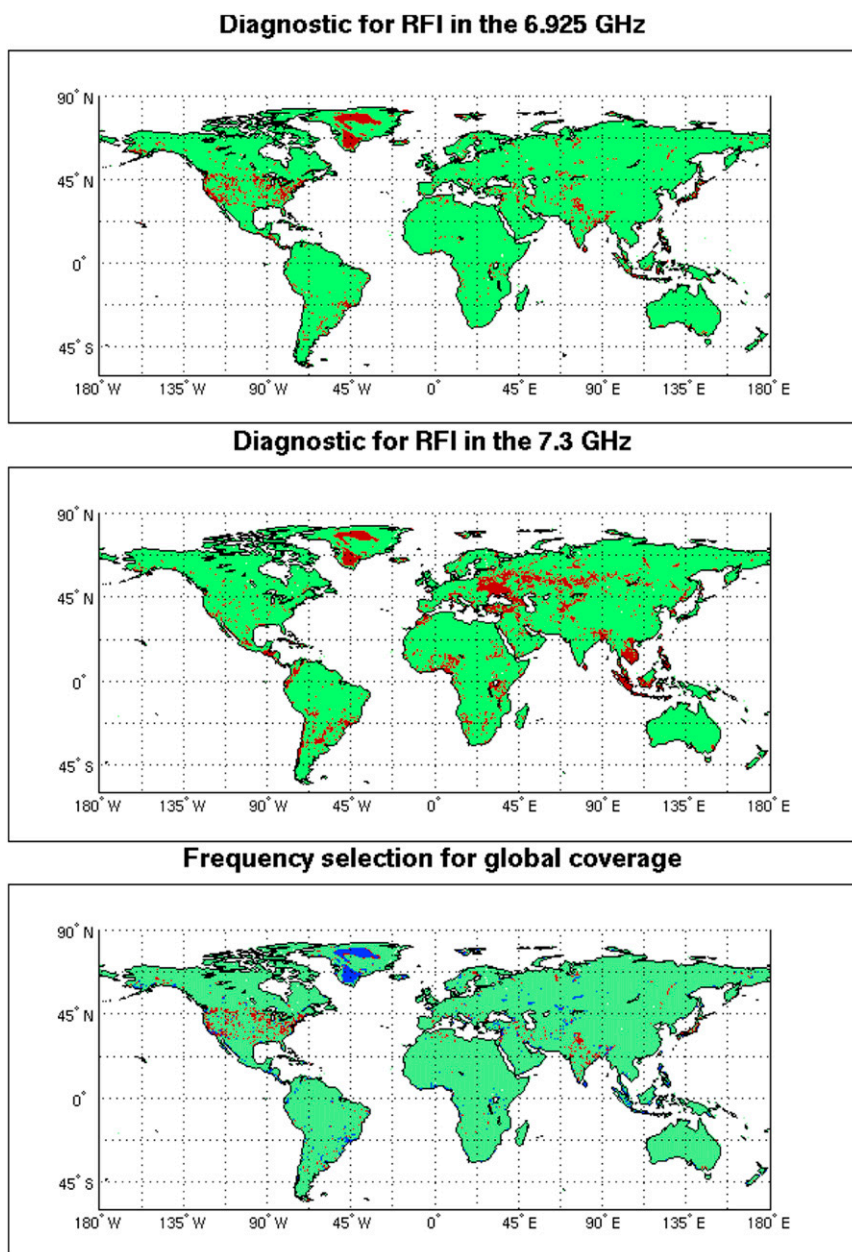 Diagnostic for RFI in the 6.925 GHz
90° N
45° N
0°
45° S
180° W 135° W 90° W 45° W 0° 45° E 90° E 135° E 180° E
Diagnostic for RFI in the 7.3 GHz
90° N
45° N
0°
45° S
180° W 135° W 90° W 45° W 0° 45° E 90° E 135° E 180° E
Frequency selection for global coverage
90° N
45° N
0°
45° S
180° W 135° W 90° W 45° W 0° 45° E 90° E 135° E 180° E